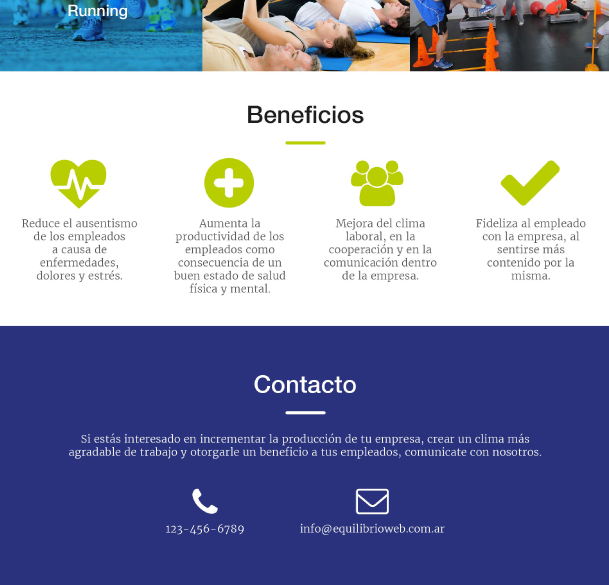 Running
Beneficios
Reduce el ausentismo
de los empleados
a causa de
enfermedades,
dolores y estrés.
Aumenta la
productividad de los
empleados como
consecuencia de un
buen estado de salud
física y mental.
Mejora del clima
laboral, en la
cooperación y en la
comunicación dentro
de la empresa.
Fideliza al empleado
con la empresa, al
sentirse más
contenido por la
misma.
Contacto
Si estás interesado en incrementar la producción de tu empresa, crear un clima más
agradable de trabajo y otorgarle un beneficio a tus empleados, comunicate con nosotros.
123-456-6789
info@equilibrioweb.com.ar